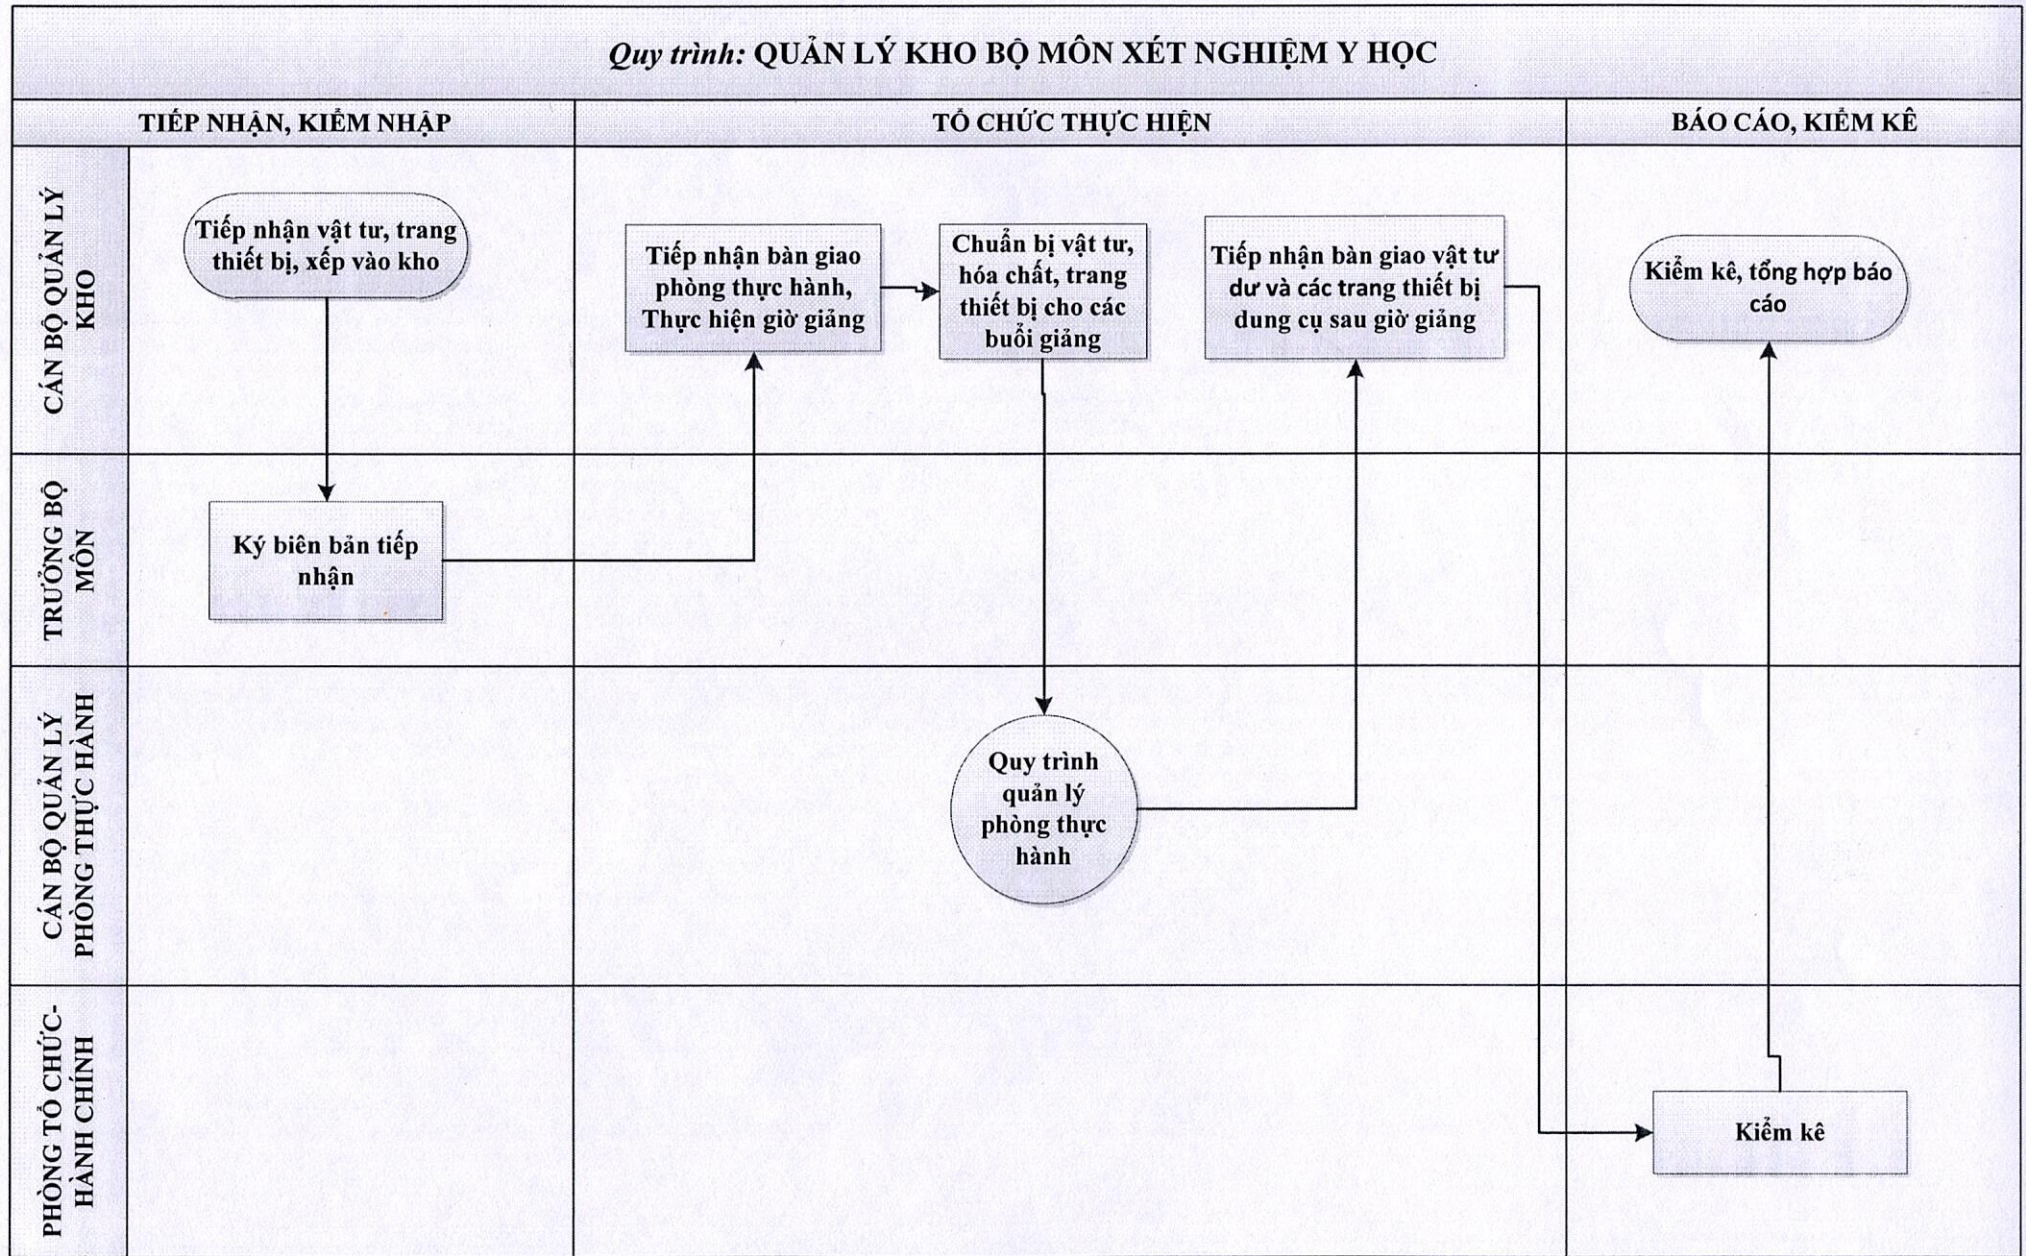 Quy trình: QUẢN LÝ KHO BỘ MÔN XÉT NGHIỆM Y HỌC
TIẾP NHẬN, KIỂM NHẬP
TỔ CHỨC THỰC HIỆN
BÁO CÁO, KIỂM KÊ
CÁN BỘ QUẢN LÝ
KHO
Tiếp nhận vật tư, trang
thiết bị, xếp vào kho
Tiếp nhận bàn giao
phòng thực hành,
Thực hiện giờ giảng
Chuẩn bị vật tư,
hóa chất, trang
thiết bị cho các
buổi giảng
Tiếp nhận bàn giao vật tư
dư và các trang thiết bị
dung cụ sau giờ giảng
Kiểm kê, tổng hợp báo
cáo
TRƯỞNG BỘ
MÔN
Ký biên bản tiếp
nhận
CÁN BỘ QUẢN LÝ
PHÒNG THỰC HÀNH
Quy trình
quản lý
phòng thực
hành
PHÒNG TỔ CHỨC-
HÀNH CHÍNH
Kiểm kê